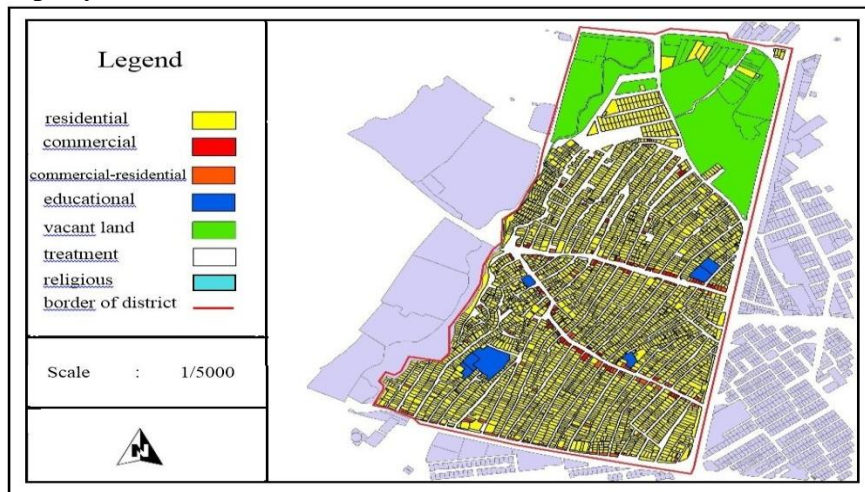 Legend
residential
commercial
commercial-residential
educational
vacant land
treatment
religious
border of district
Scale : 1/5000
N